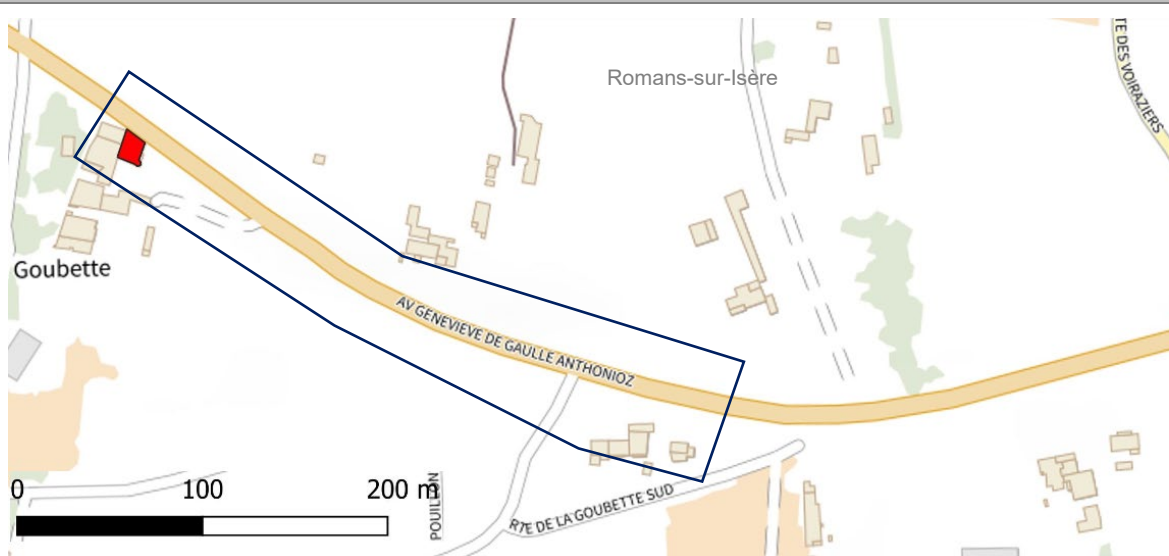 Romans-sur-Isère
TE DES VOIRAZIERS
Goubette
AV GENEVIEVE DE GAULLE ANTHONIOZ
0 100 200 m
POUILLON
RTE DE LA GOUBETTE SUD